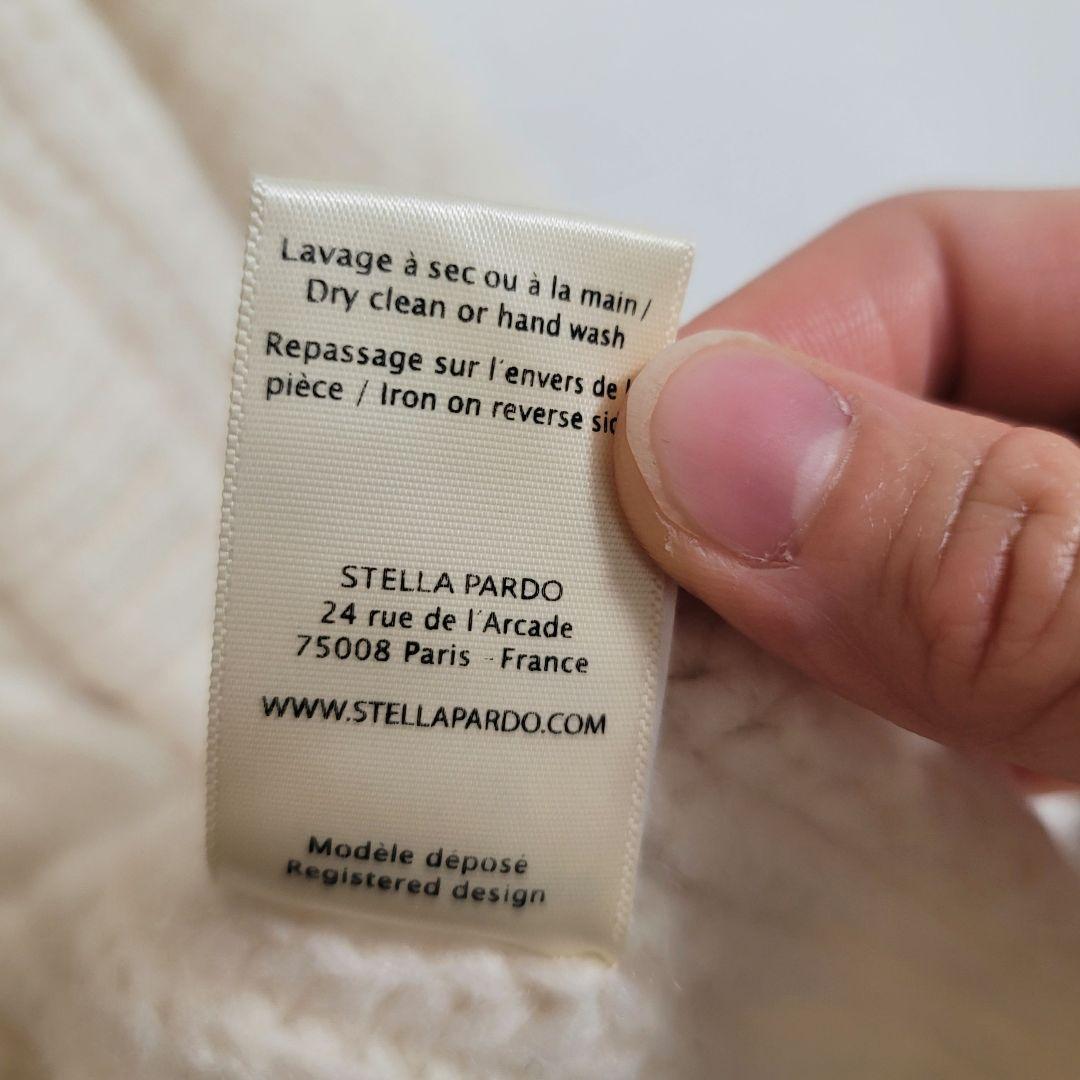 Lavage à sec ou à la main /
Dry clean or hand wash
Repassage sur l'envers de
pièce / Iron on reverse
STELLA PARDO
24 rue de l'Arcade
75008 Paris - France
WWW.STELLAPARDO.COM
Modèle déposé
Registered design